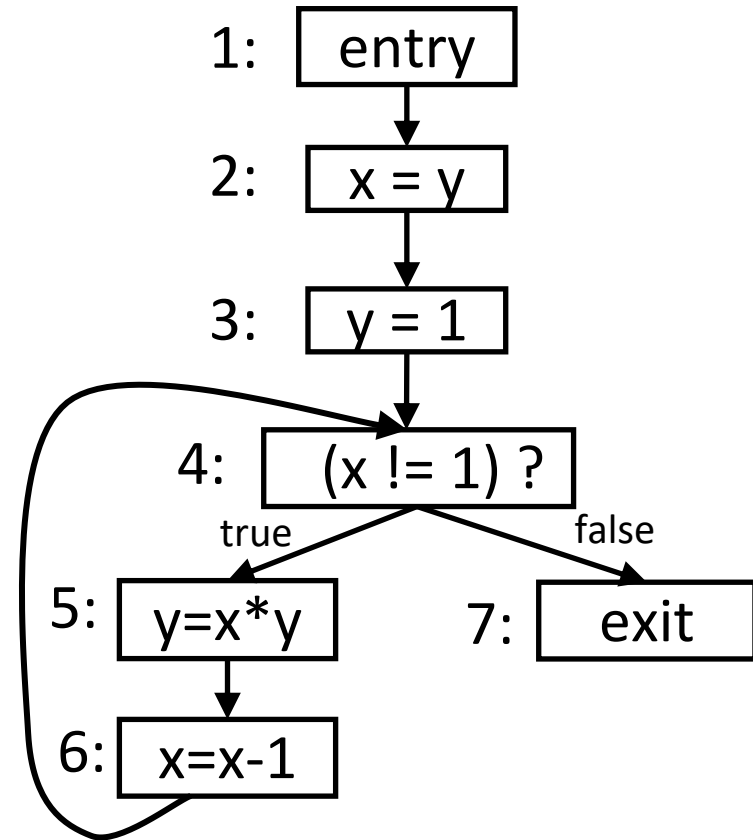 1: entry
2: x = y
3: y = 1
4: (x != 1) ?
true false
5: y=x*y 7: exit
6: x=x-1